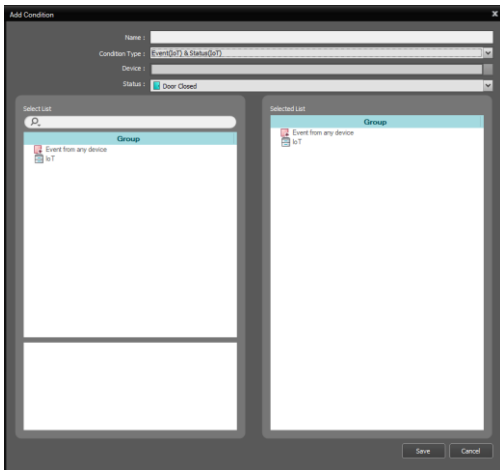 Add Condition
Name :
Condition Type : Event(IoT) & Status(IoT)
Device :
Status : Door Closed
Select List
Group
Event from any device
IoT
Selected List
Group
Event from any device
IoT
Save Cancel